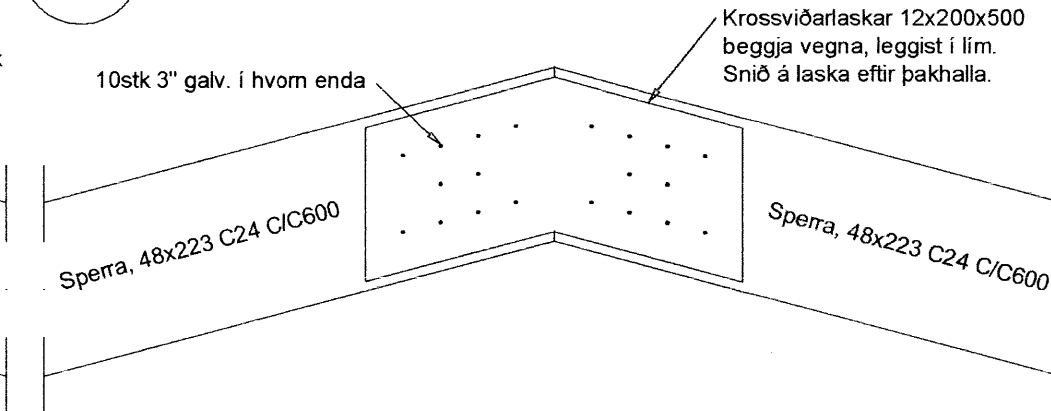 Krossviðarlaskar 12x200x500
beggja vegna, leggist í lím.
Snið á laska eftir þakhalla.
10stk 3" galv. í hvorn enda
Sperra, 48x223 C24 C/C600
Sperra, 48x223 C24 C/C600